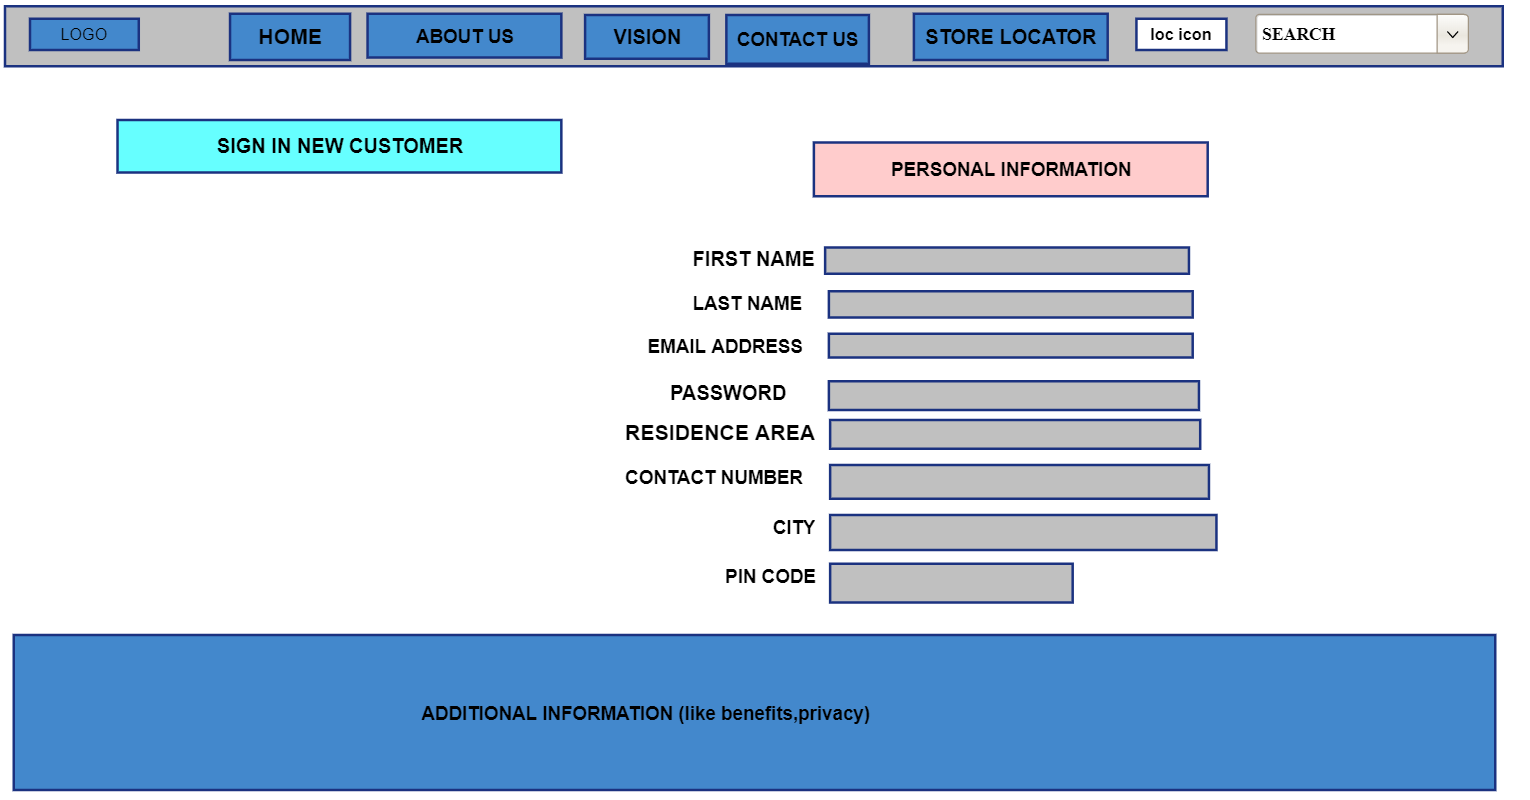 LOGO
HOME
ABOUT US
VISION
CONTACT US
STORE LOCATOR
loc icon
SEARCH
SIGN IN NEW CUSTOMER
PERSONAL INFORMATION
FIRST NAME
LAST NAME
EMAIL ADDRESS
PASSWORD
RESIDENCE AREA
CONTACT NUMBER
CITY
PIN CODE
ADDITIONAL INFORMATION (like benefits,privacy)